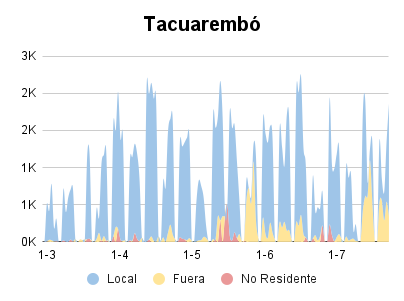 Tacuarembó
3K
2K
2K
1K
1K
0K
1-3 1-4 1-5 1-6 1-7
Local Fuera No Residente